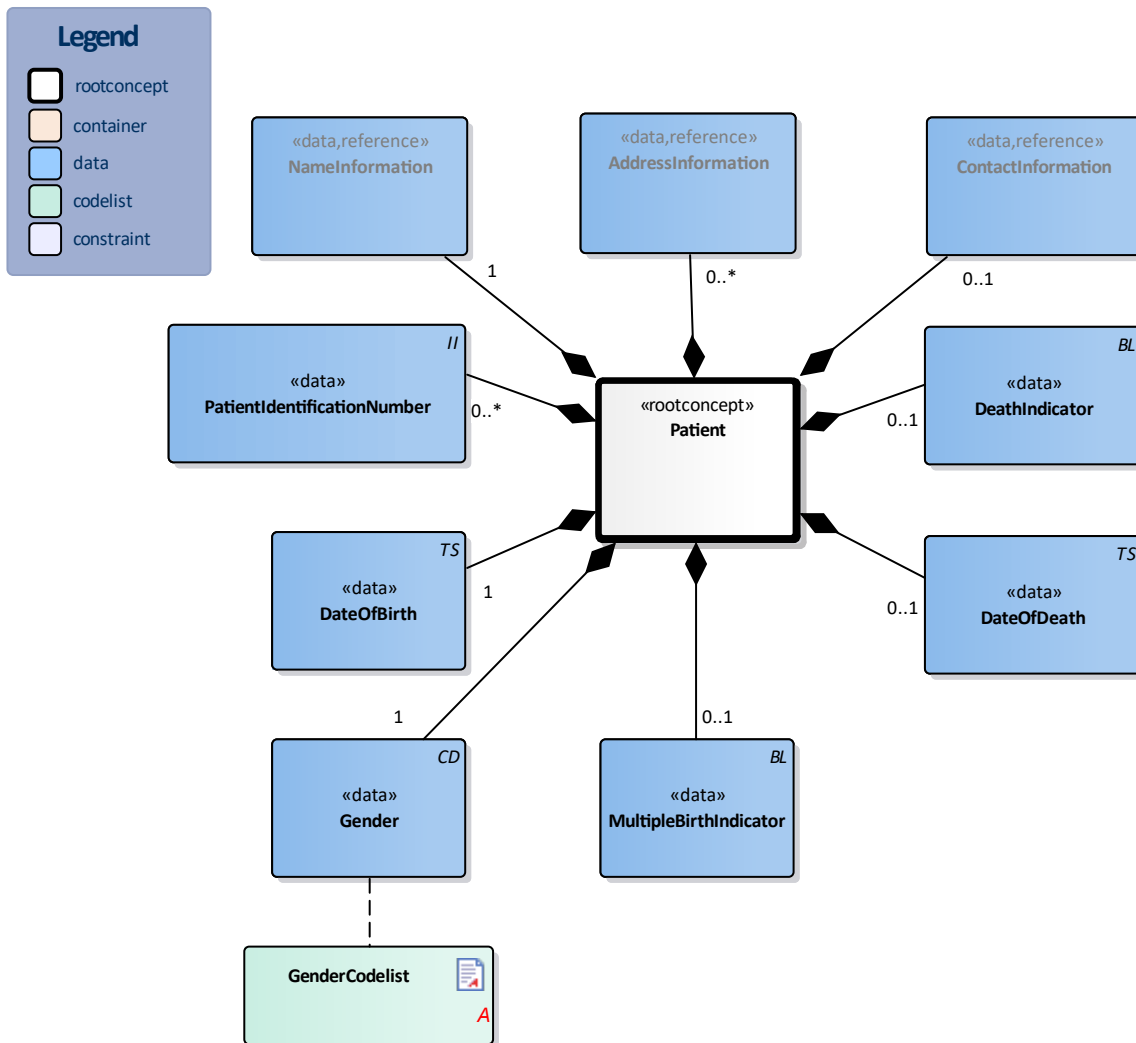 Legend
rootconcept
container
data
codelist
constraint
«data,reference»
NameInformation
«data,reference»
AddressInformation
«data,reference»
ContactInformation
1
0..*
0..1
II
«data»
PatientIdentificationNumber
0..*
«rootconcept»
Patient
BL
«data»
DeathIndicator
0..1
TS
«data»
DateOfBirth
1
TS
«data»
DateOfDeath
0..1
1
0..1
CD
«data»
Gender
BL
«data»
MultipleBirthIndicator
GenderCodelist
A